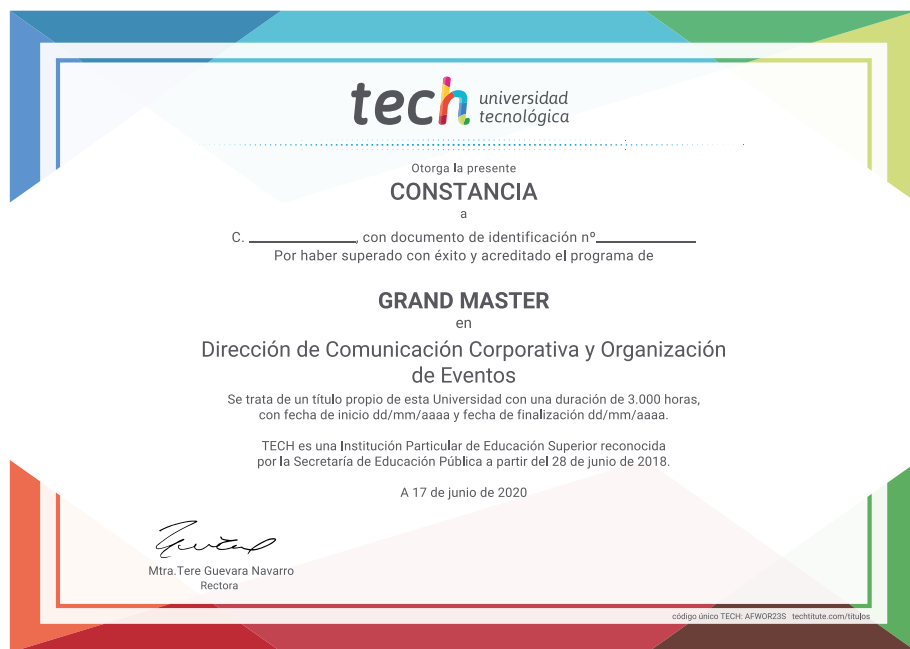 tech universidad
tecnológica
Otorga la presente
CONSTANCIA
a
C. ____________, con documento de identificación nº____________
Por haber superado con éxito y acreditado el programa de
GRAND MASTER
en
Dirección de Comunicación Corporativa y Organización
de Eventos
Se trata de un título propio de esta Universidad con una duración de 3.000 horas,
con fecha de inicio dd/mm/aaaa y fecha de finalización dd/mm/aaaa.
TECH es una Institución Particular de Educación Superior reconocida
por la Secretaría de Educación Pública a partir del 28 de junio de 2018.
A 17 de junio de 2020
Mtra.Tere Guevara Navarro
Rectora
código único TECH: AFWOR23S techtitute.com/titulos